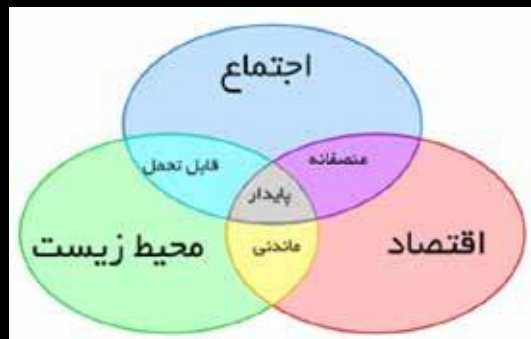 اجتماع
قابل تحمل
منصفانه
پایدار
محیط زیست
ماندنی
اقتصاد